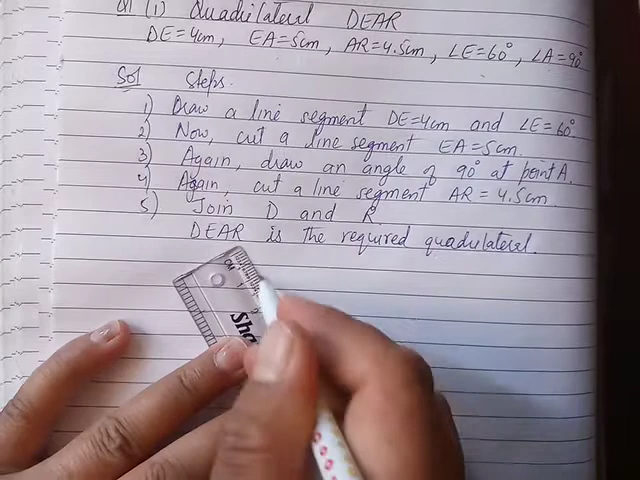 Q1 (i) Quadrilateral DEAR
DE=4cm, EA=5cm, AR=4.5cm, ∠E=60°, ∠A=90°
Sol Steps.
1) Draw a line segment DE=4cm and ∠E=60°.
2) Now, cut a line segment EA=5cm.
3) Again, draw an angle of 90° at point A.
4) Again, cut a line segment AR = 4.5cm
5) Join D and R
DEAR is the required quadrilateral.